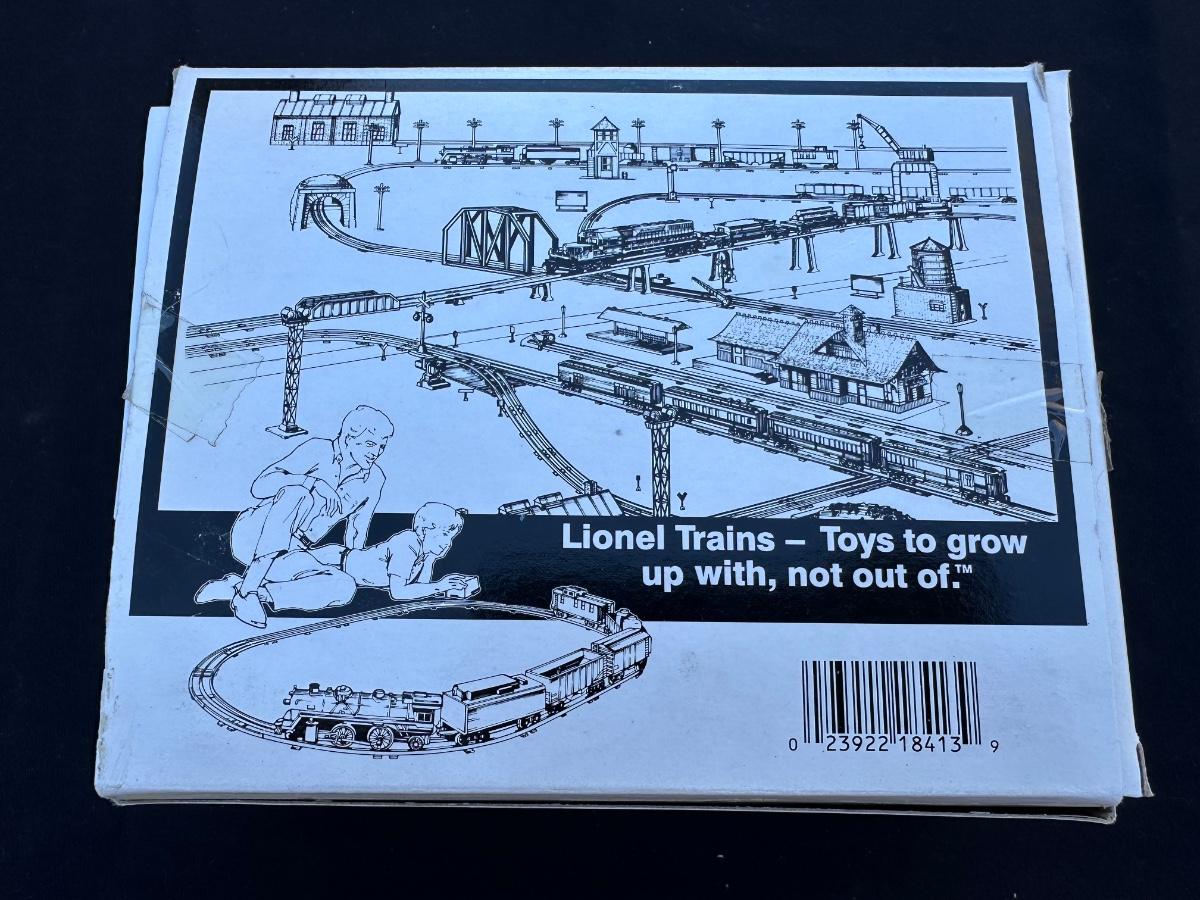 Lionel Trains – Toys to grow
up with, not out of.™
0 23922 18413 9